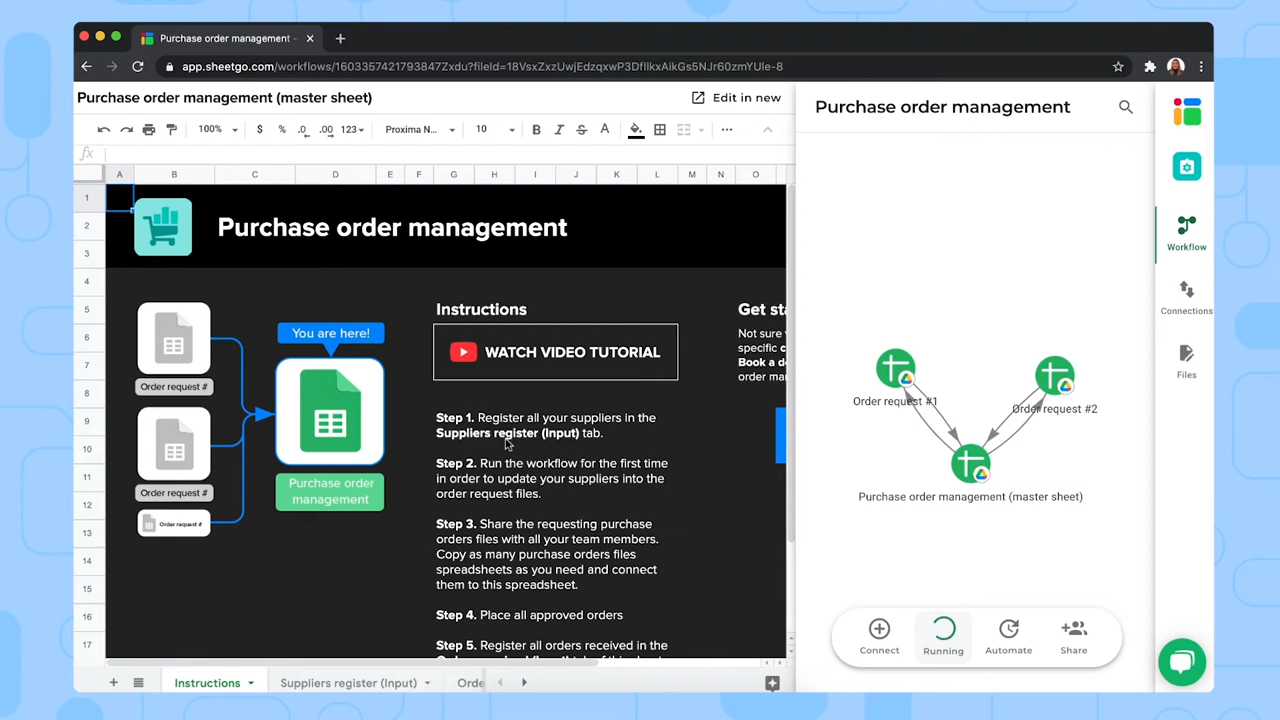 Purchase order management -
app.sheetgo.com/workflows/1603357421793847Zxdu?fileId=18VsxZxzUwjEdzqxwP3DfIlkxAikGs5NJr60zmYUIe-8
Purchase order management (master sheet)
Edit in new
100%
$
%
.0
.00
123
Proxima N...
10
B
I
S
A
fx
A B C D E F G H I J K L M N O
1
2
3
4
5
6
7
8
9
10
11
12
13
14
15
16
17
Purchase order management
Order request #
Order request #
Order request #
You are here!
Purchase order
management
Instructions
WATCH VIDEO TUTORIAL
Step 1. Register all your suppliers in the
Suppliers register (Input) tab.
Step 2. Run the workflow for the first time
in order to update your suppliers into the
order request files.
Step 3. Share the requesting purchase
orders files with all your team members.
Copy as many purchase orders files
spreadsheets as you need and connect
them to this spreadsheet.
Step 4. Place all approved orders
Step 5. Register all orders received in the
Get sta
Not sure
specific c
Book a d
order mar
Instructions
Suppliers register (Input)
Orde
Purchase order management
Order request #1
Order request #2
Purchase order management (master sheet)
Connect
Running
Automate
Share
Workflow
Connections
Files